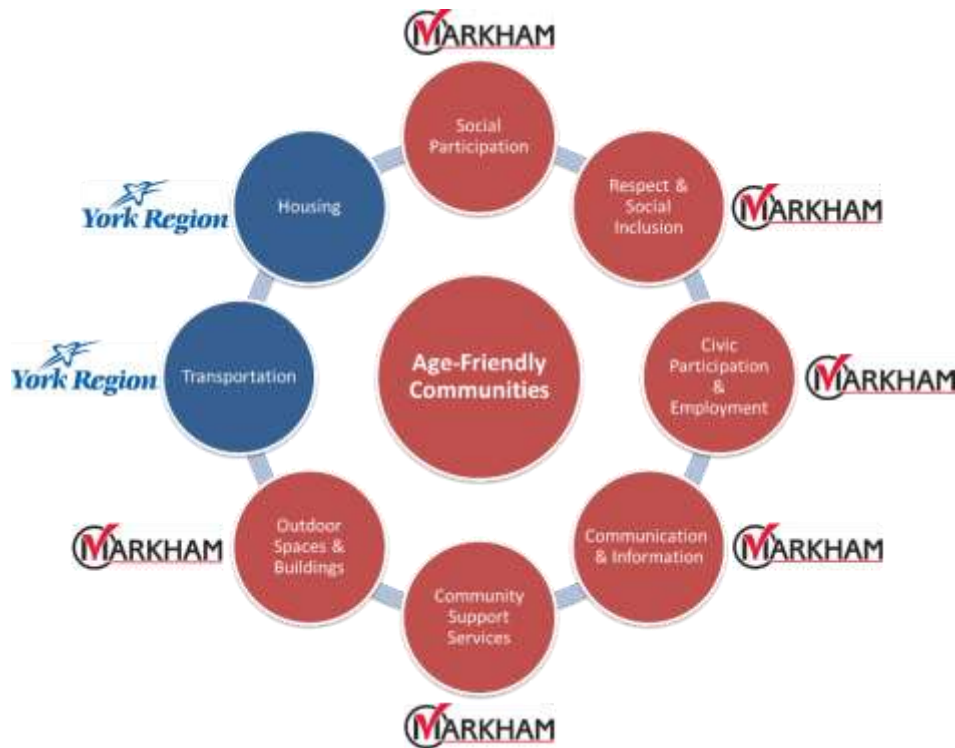 MARKHAM
Social
Participation
Housing
York Region
Respect &
Social
Inclusion
MARKHAM
Age-Friendly
Communities
Civic
Participation
&
Employment
MARKHAM
York Region
Transportation
Outdoor
Spaces &
Buildings
MARKHAM
Communication
& Information
MARKHAM
Community
Support
Services
MARKHAM